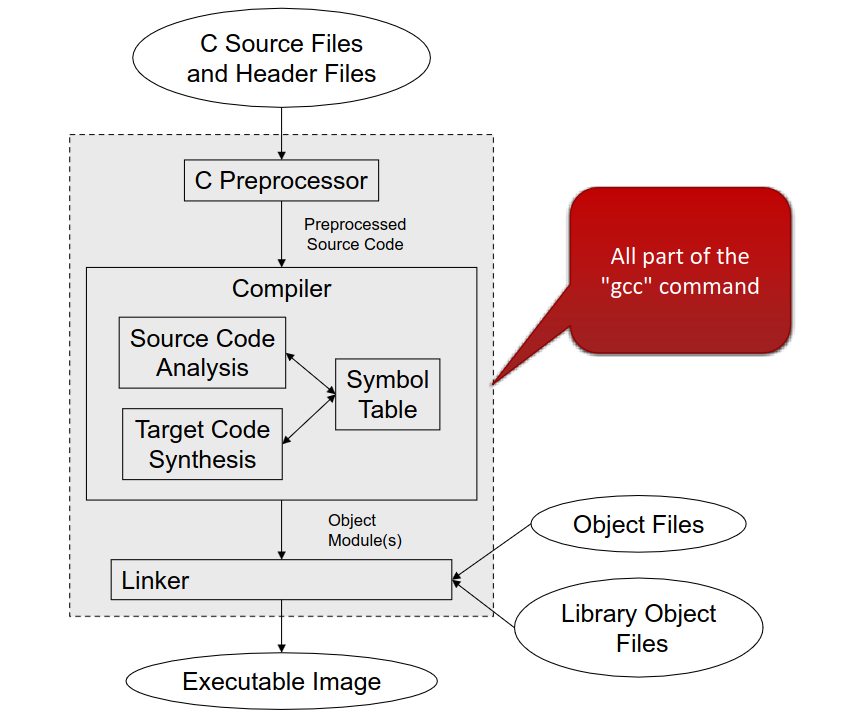 C Source Files
and Header Files
C Preprocessor
Preprocessed
Source Code
Compiler
Source Code
Analysis
Symbol
Table
Target Code
Synthesis
All part of the
"gcc" command
Object
Module(s)
Object Files
Linker
Library Object
Files
Executable Image